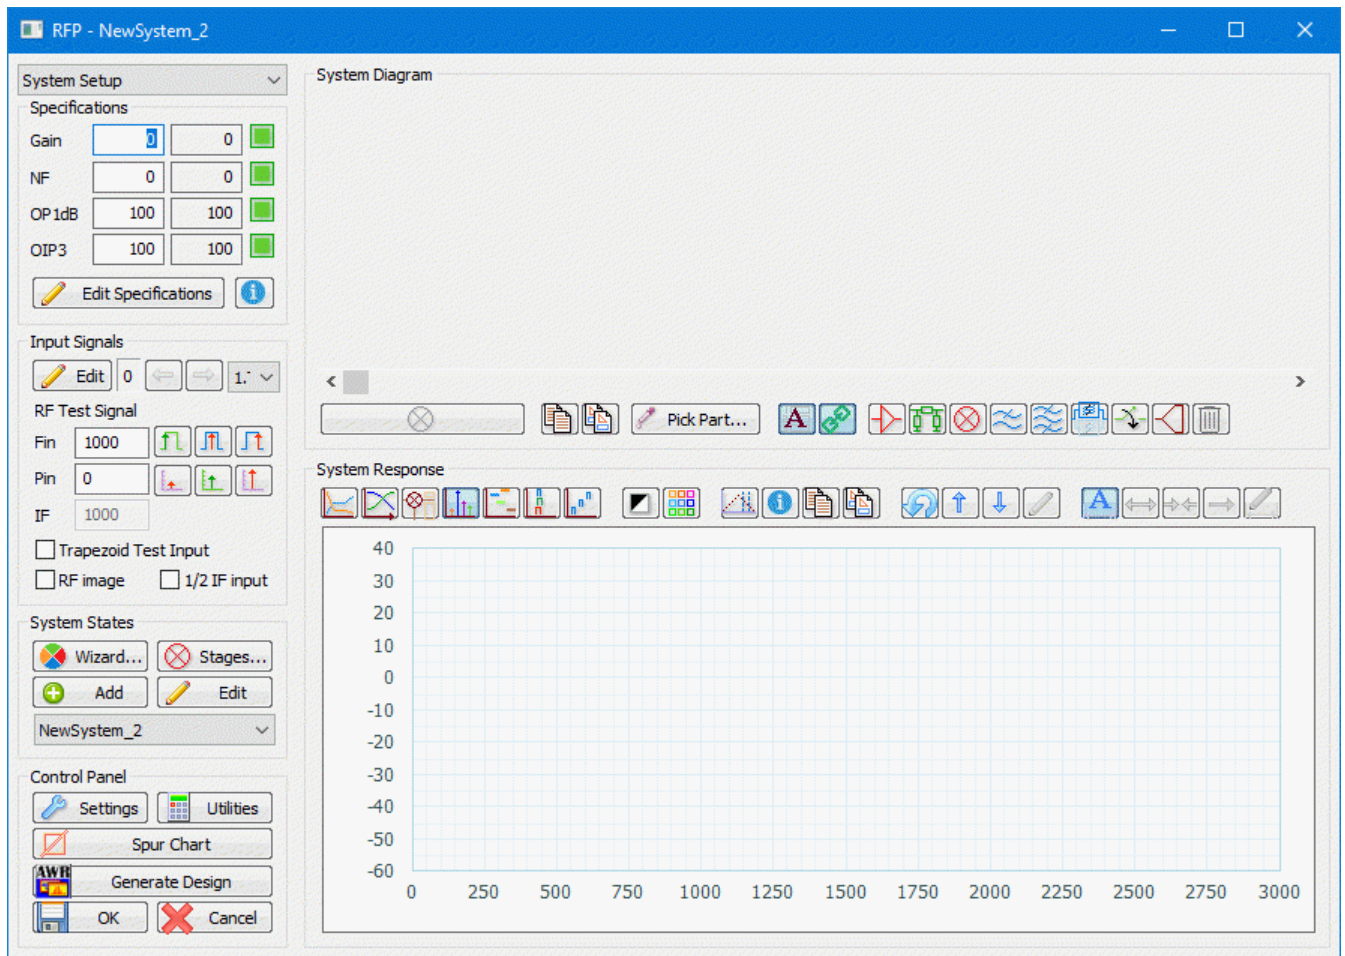 RFP - NewSystem_2
System Setup
Specifications
Gain 0 0
NF 0 0
OP1dB 100 100
OIP3 100 100
Edit Specifications
Input Signals
Edit 0
RF Test Signal
Fin 1000
Pin 0
IF 1000
Trapezoid Test Input
RF image 1/2 IF input
System States
Wizard... Stages...
Add Edit
NewSystem_2
Control Panel
Settings Utilities
Spur Chart
AWR Generate Design
OK Cancel
System Diagram
Pick Part... A
System Response
A
40
30
20
10
0
-10
-20
-30
-40
-50
-60
0 250 500 750 1000 1250 1500 1750 2000 2250 2500 2750 3000